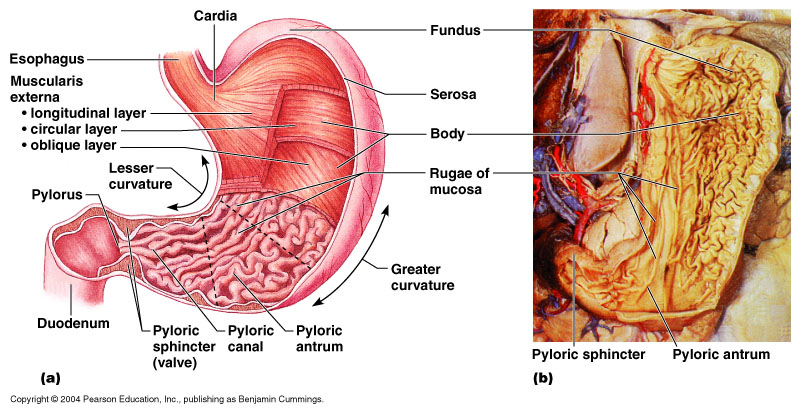 Cardia
Fundus
Esophagus
Muscularis
externa
• longitudinal layer
• circular layer
• oblique layer
Serosa
Body
Lesser
curvature
Rugae of
mucosa
Pylorus
Greater
curvature
Duodenum
Pyloric
sphincter
(valve)
Pyloric
canal
Pyloric
antrum
Pyloric sphincter
Pyloric antrum
(a)
(b)
Copyright © 2004 Pearson Education, Inc., publishing as Benjamin Cummings.